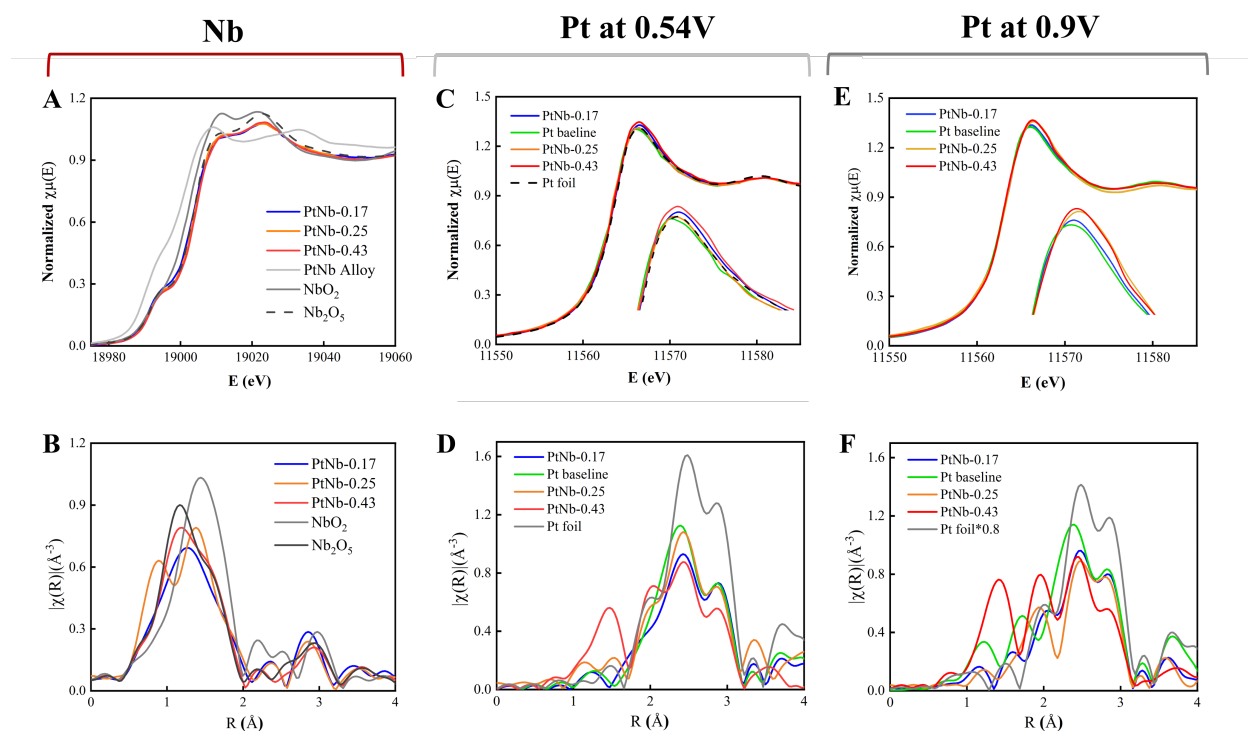 Nb
Pt at 0.54V
Pt at 0.9V
A
Normalized χμ(E)
1.2
0.9
0.6
0.3
0.0
PtNb-0.17
PtNb-0.25
PtNb-0.43
PtNb Alloy
NbO₂
Nb₂O₅
18980
19000
19020
19040
19060
E (eV)
C
Normalized χμ(E)
1.5
1.2
0.9
0.6
0.3
0.0
PtNb-0.17
Pt baeline
PtNb-0.25
PtNb-0.43
Pt foil
11550
11560
11570
11580
E (eV)
E
Normalized χμ(E)
1.5
1.2
0.9
0.6
0.3
0.0
PtNb-0.17
Pt baseline
PtNb-0.25
PtNb-0.43
11550
11560
11570
11580
E (eV)
B
|χ(R)|(Å⁻³)
1.2
0.9
0.6
0.3
0.0
PtNb-0.17
PtNb-0.25
PtNb-0.43
NbO₂
Nb₂O₅
0
1
2
3
4
R (Å)
D
|χ(R)|(Å⁻³)
1.6
1.2
0.8
0.4
0.0
PtNb-0.17
Pt baseline
PtNb-0.25
PtNb-0.43
Pt foil
0
1
2
3
4
R (Å)
F
|χ(R)|(Å⁻³)
1.6
1.2
0.8
0.4
0.0
PtNb-0.17
Pt baseline
PtNb-0.25
PtNb-0.43
Pt foil*0.8
0
1
2
3
4
R (Å)